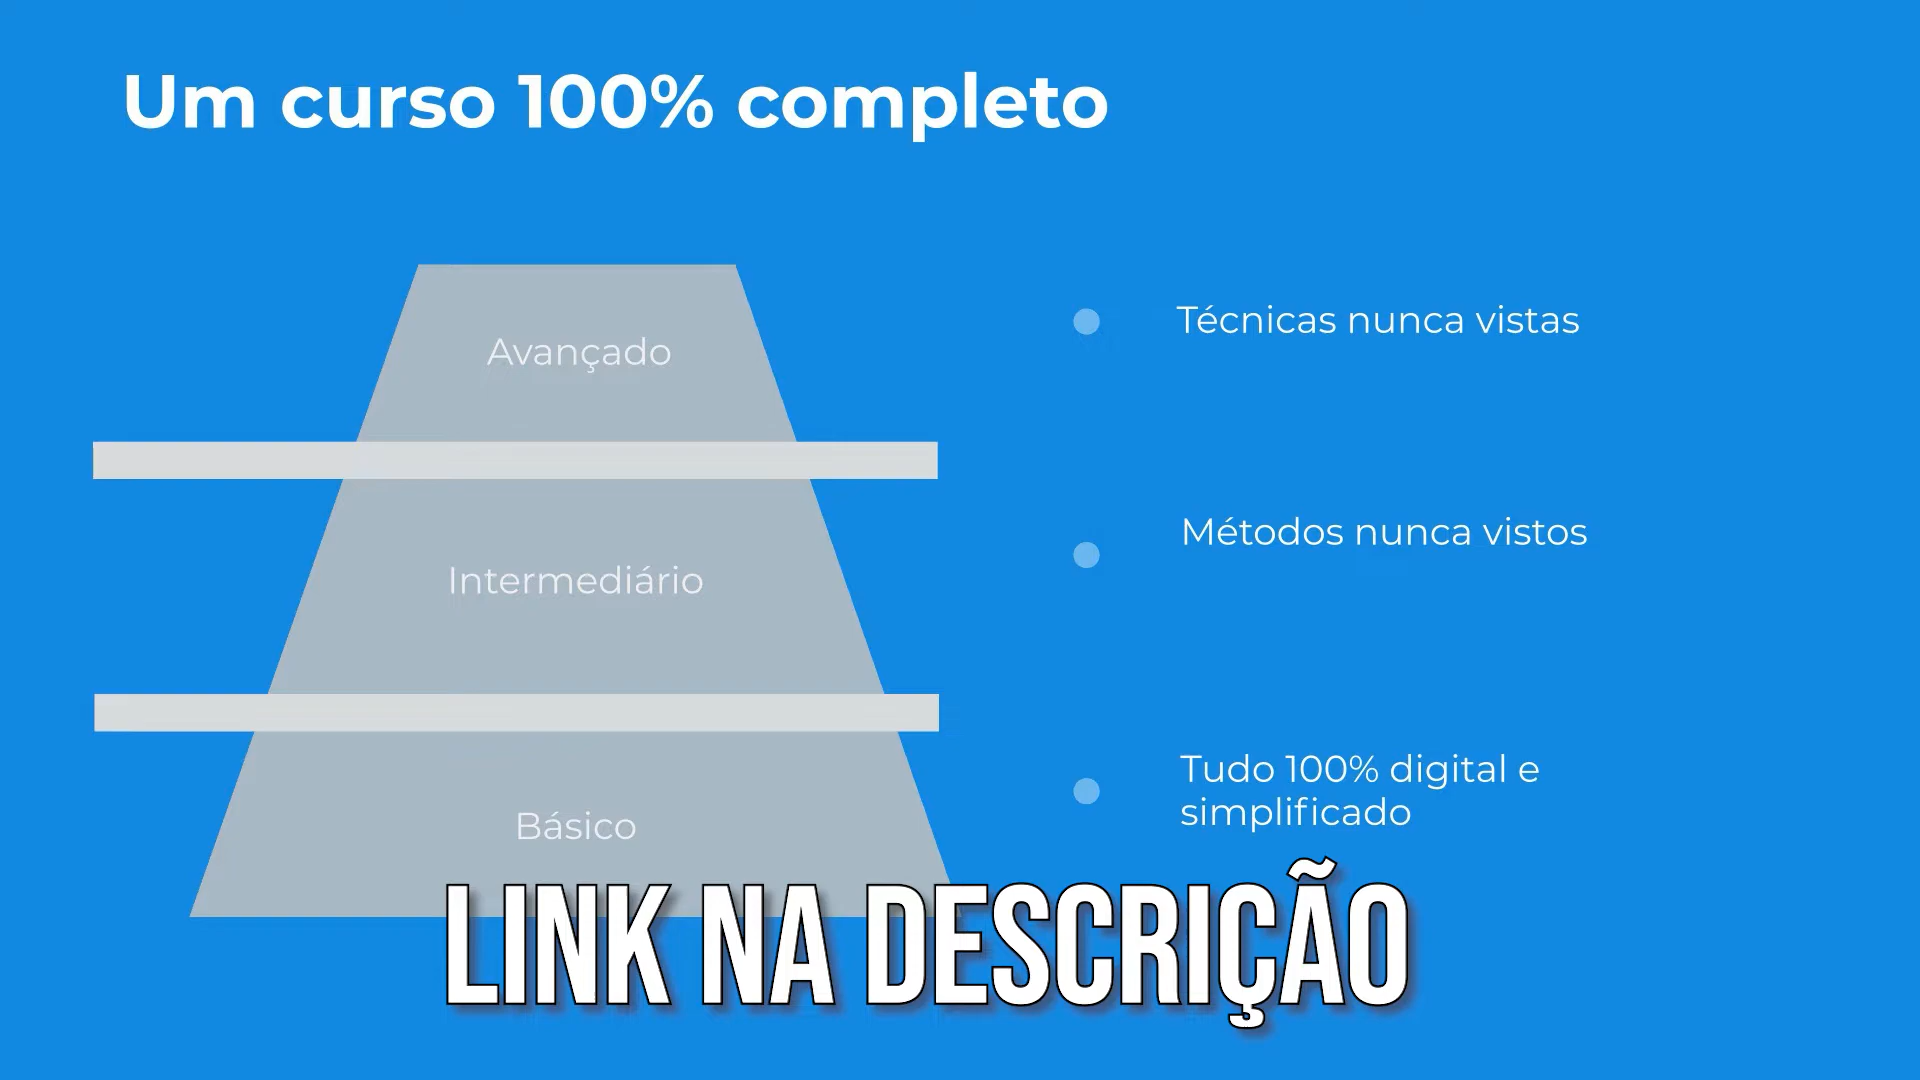 Um curso 100% completo
Avançado
Técnicas nunca vistas
Intermediário
Métodos nunca vistos
Básico
Tudo 100% digital e
simplificado
LINK NA DESCRIÇÃO